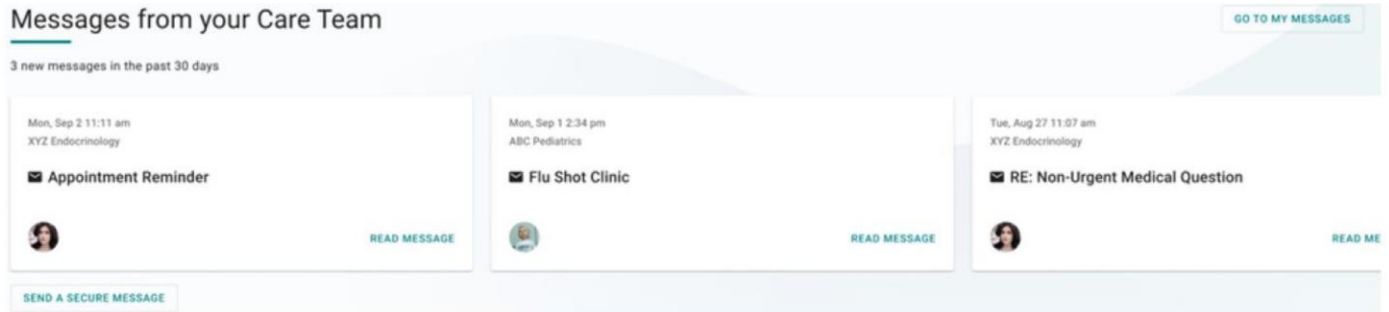 Messages from your Care Team
GO TO MY MESSAGES
3 new messages in the past 30 days
Mon, Sep 2 11:11 am
XYZ Endocrinology
Appointment Reminder
READ MESSAGE
Mon, Sep 1 2:34 pm
ABC Pediatrics
Flu Shot Clinic
READ MESSAGE
Tue, Aug 27 11:07 am
XYZ Endocrinology
RE: Non-Urgent Medical Question
READ ME
SEND A SECURE MESSAGE